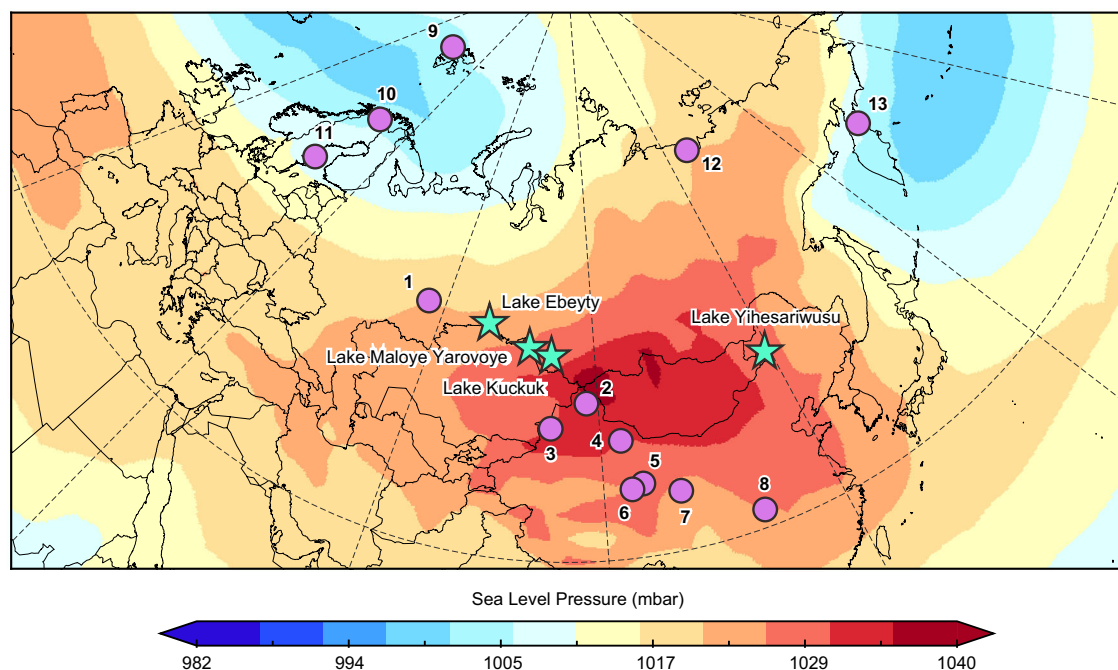 9
10
13
11
12
1
Lake Ebeyty
Lake Yihesariwusu
Lake Maloye Yarovoye
Lake Kuckuk
2
3
4
5
6
7
8
Sea Level Pressure (mbar)
982 994 1005 1017 1029 1040